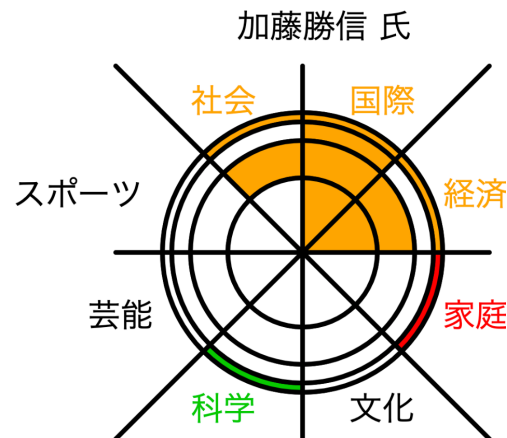 加藤勝信 氏
社会 国際
スポーツ 経済
芸能 家庭
科学 文化